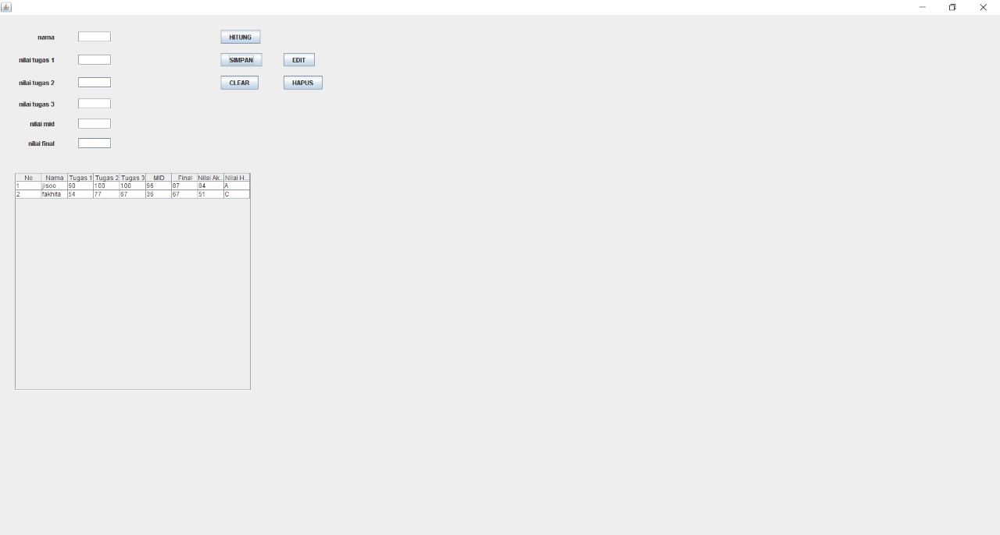 nama HITUNG
nilai tugas 1 SIMPAN EDIT
nilai tugas 2 CLEAR HAPUS
nilai tugas 3
nilai mid
nilai final
No Nama Tugas 1 Tugas 2 Tugas 3 MID Final Nilai Ak... Nilai H...
1 jisoo 90 100 100 96 87 84 A
2 fakhita 54 77 67 36 67 51 C